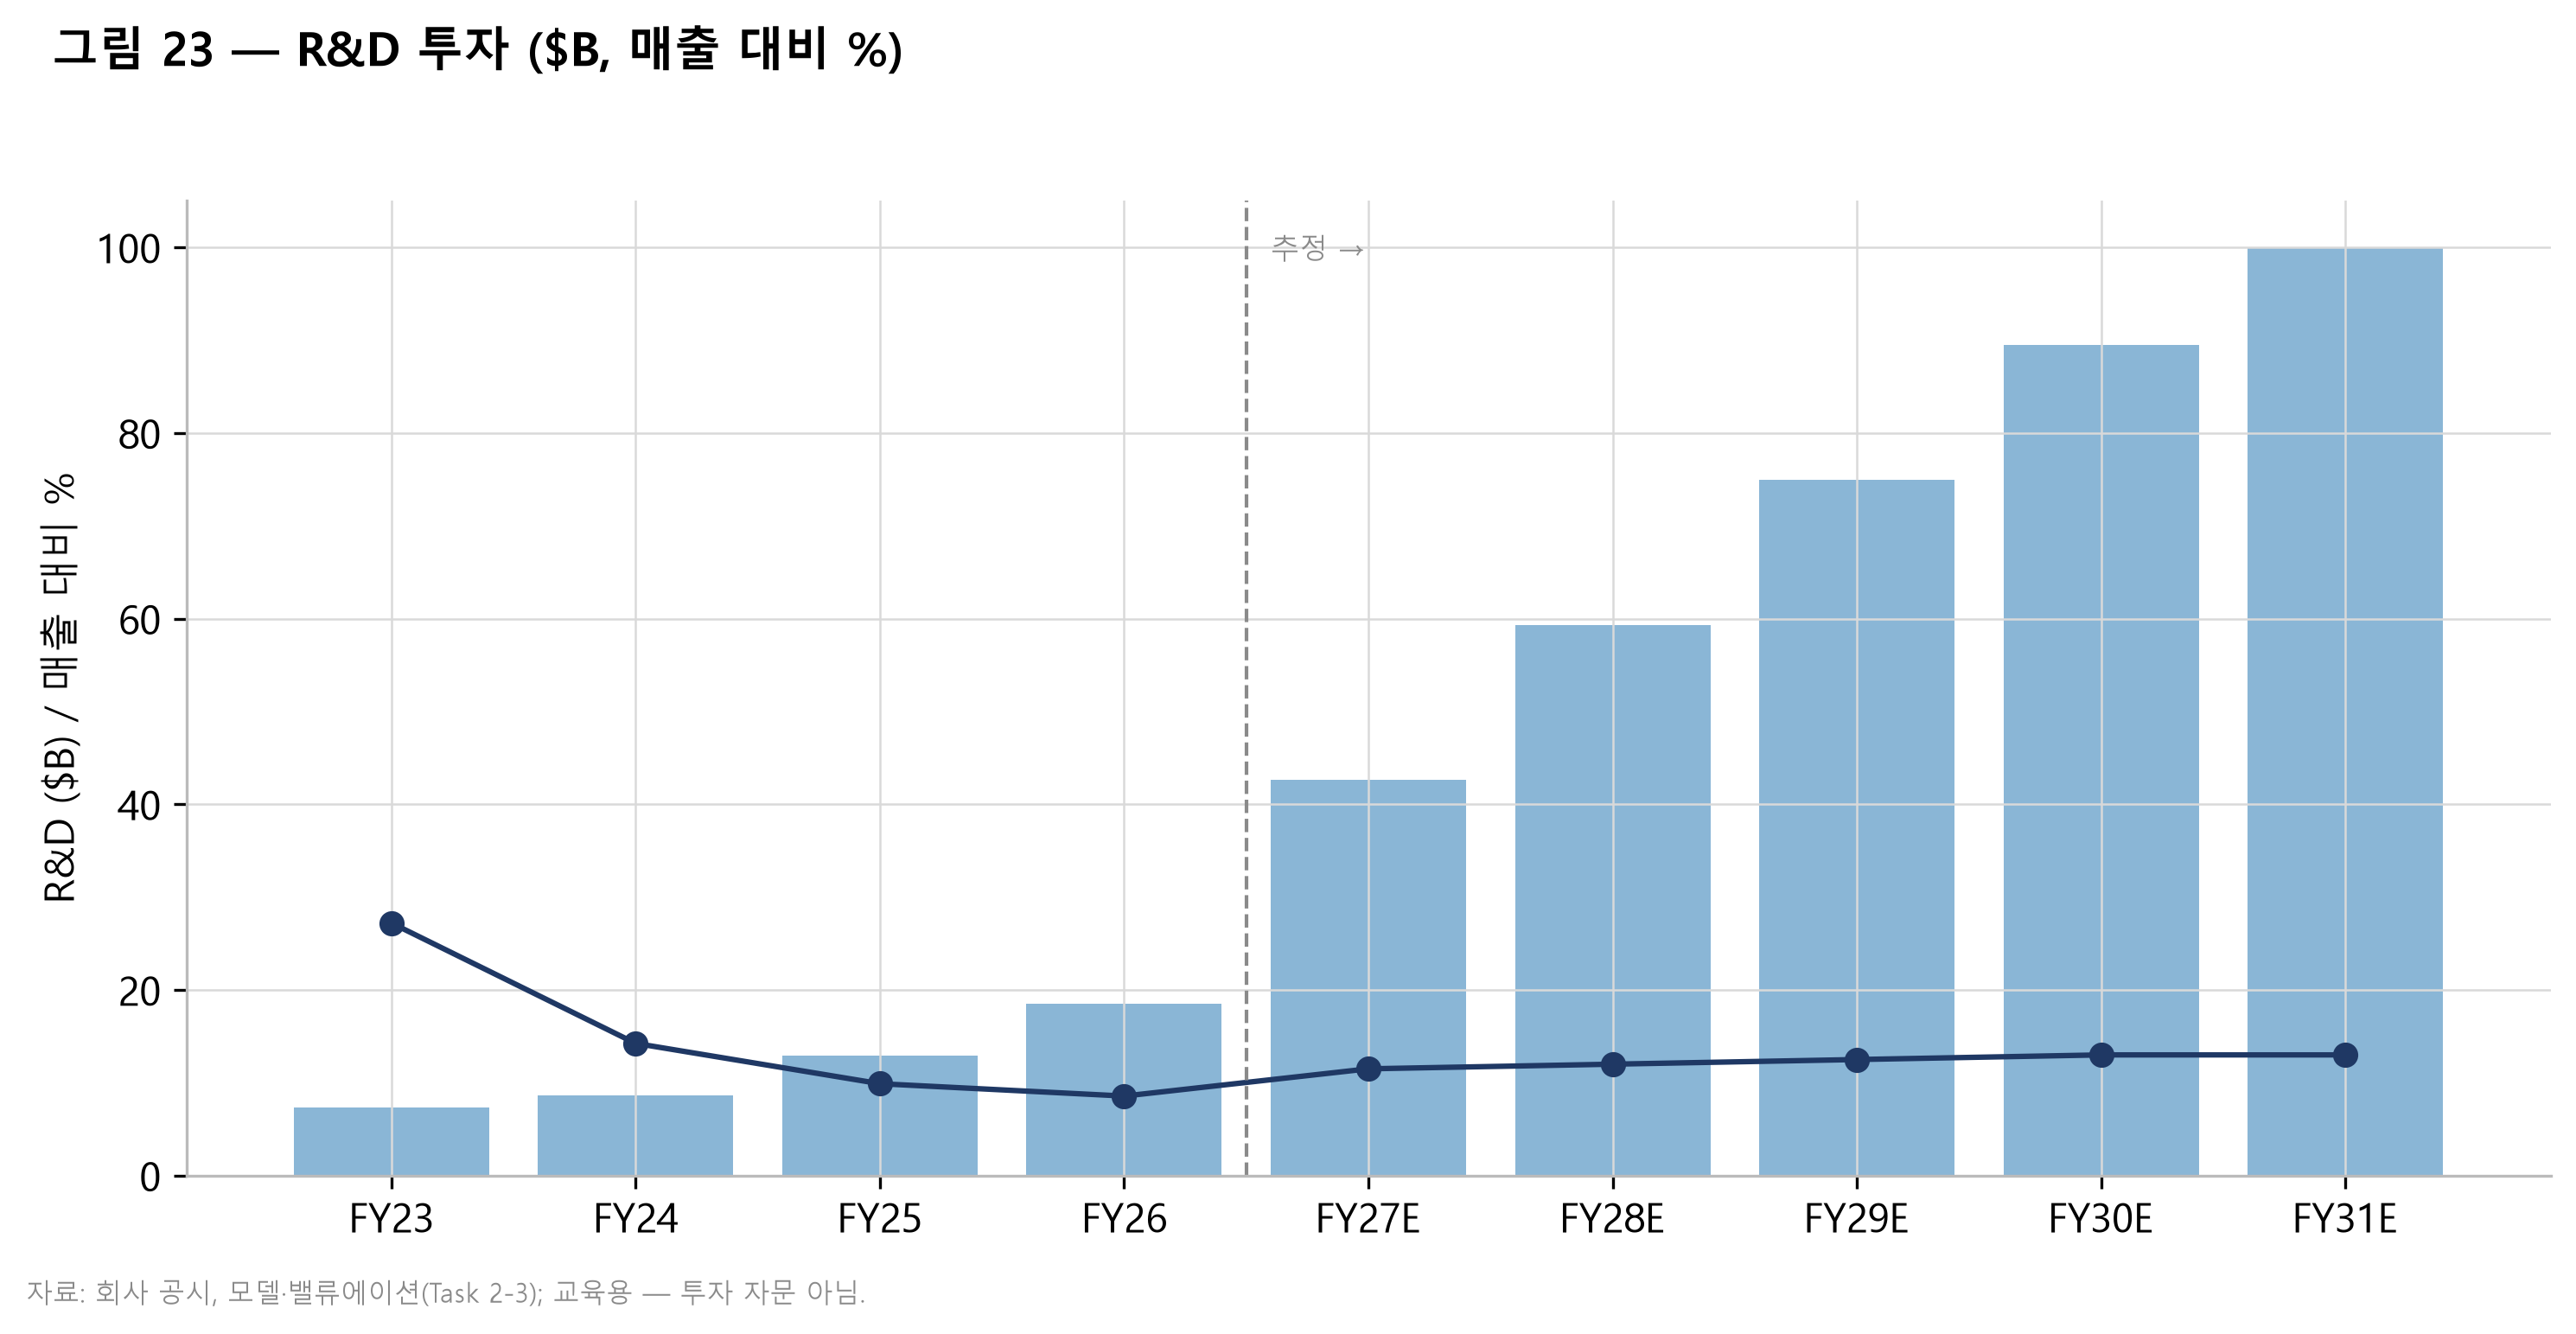 그림 23 — R&D 투자 ($B, 매출 대비 %)
R&D ($B) / 매출 대비 %
100
80
60
40
20
0
추정 →
FY23 FY24 FY25 FY26 FY27E FY28E FY29E FY30E FY31E
자료: 회사 공시, 모델·밸류에이션(Task 2-3); 교육용 — 투자 자문 아님.